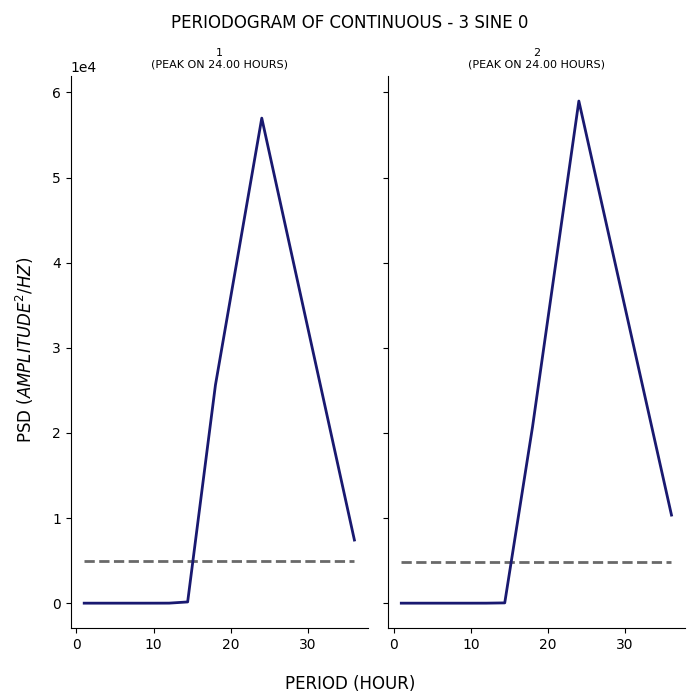 PERIODOGRAM OF CONTINUOUS - 3 SINE 0
1
(PEAK ON 24.00 HOURS)
2
(PEAK ON 24.00 HOURS)
1e4
6
5
4
3
2
1
0
PSD (AMPLITUDE²/HZ)
0 10 20 30
0 10 20 30
PERIOD (HOUR)